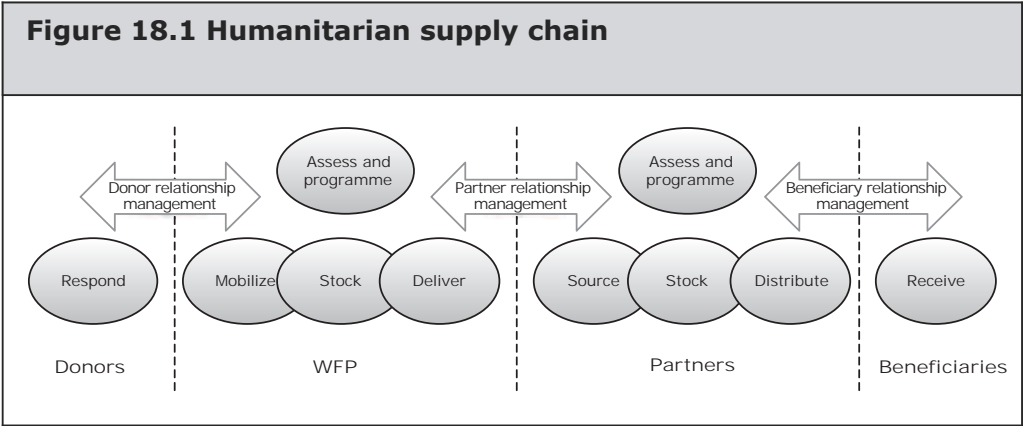 Figure 18.1 Humanitarian supply chain
Assess and
programme
Assess and
programme
Donor relationship
management
Partner relationship
management
Beneficiary relationship
management
Respond
Mobilize
Stock
Deliver
Source
Stock
Distribute
Receive
Donors
WFP
Partners
Beneficiaries